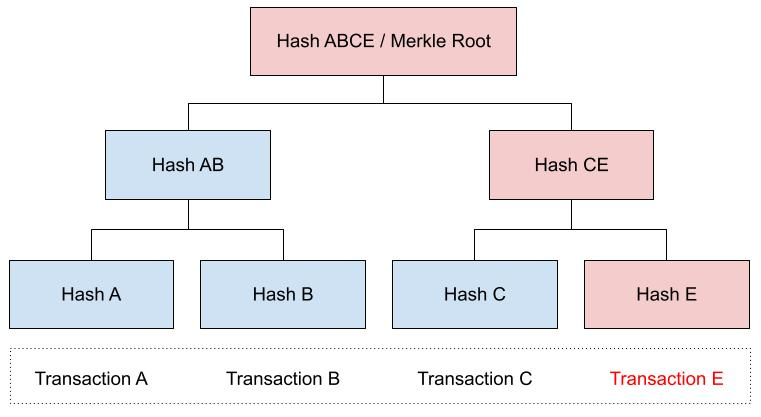 Hash ABCE / Merkle Root
Hash AB
Hash CE
Hash A
Hash B
Hash C
Hash E
Transaction A
Transaction B
Transaction C
Transaction E